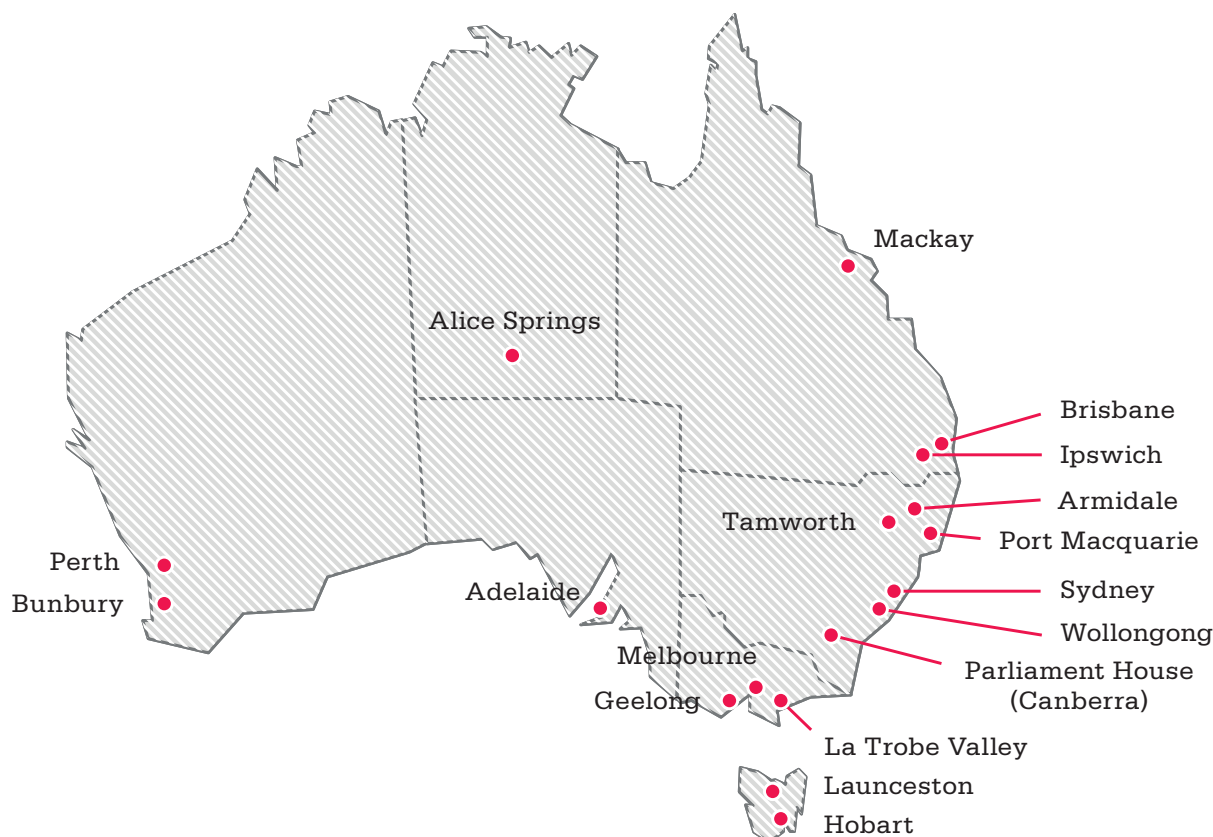 Mackay
Alice Springs
Brisbane
Ipswich
Armidale
Tamworth
Port Macquarie
Perth
Adelaide
Sydney
Bunbury
Wollongong
Melbourne
Parliament House
(Canberra)
Geelong
La Trobe Valley
Launceston
Hobart